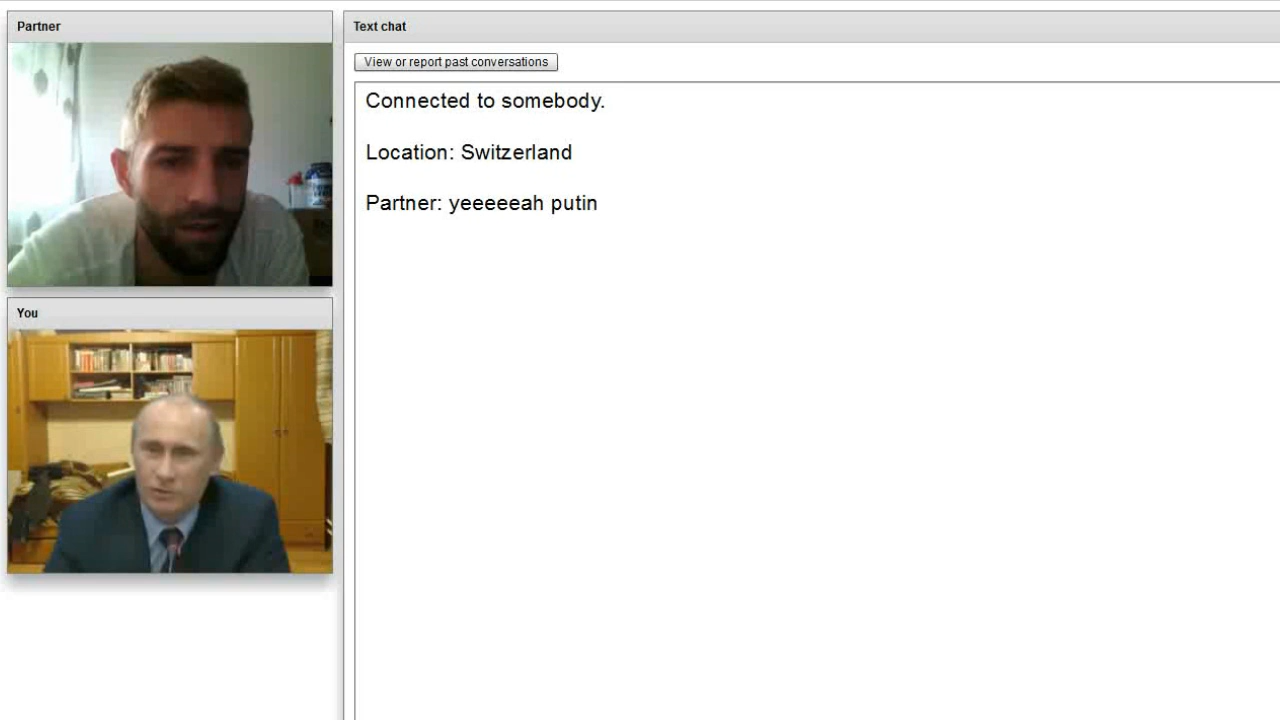 Partner
Text chat
View or report past conversations
Connected to somebody.
Location: Switzerland
Partner: yeeeeeah putin
You